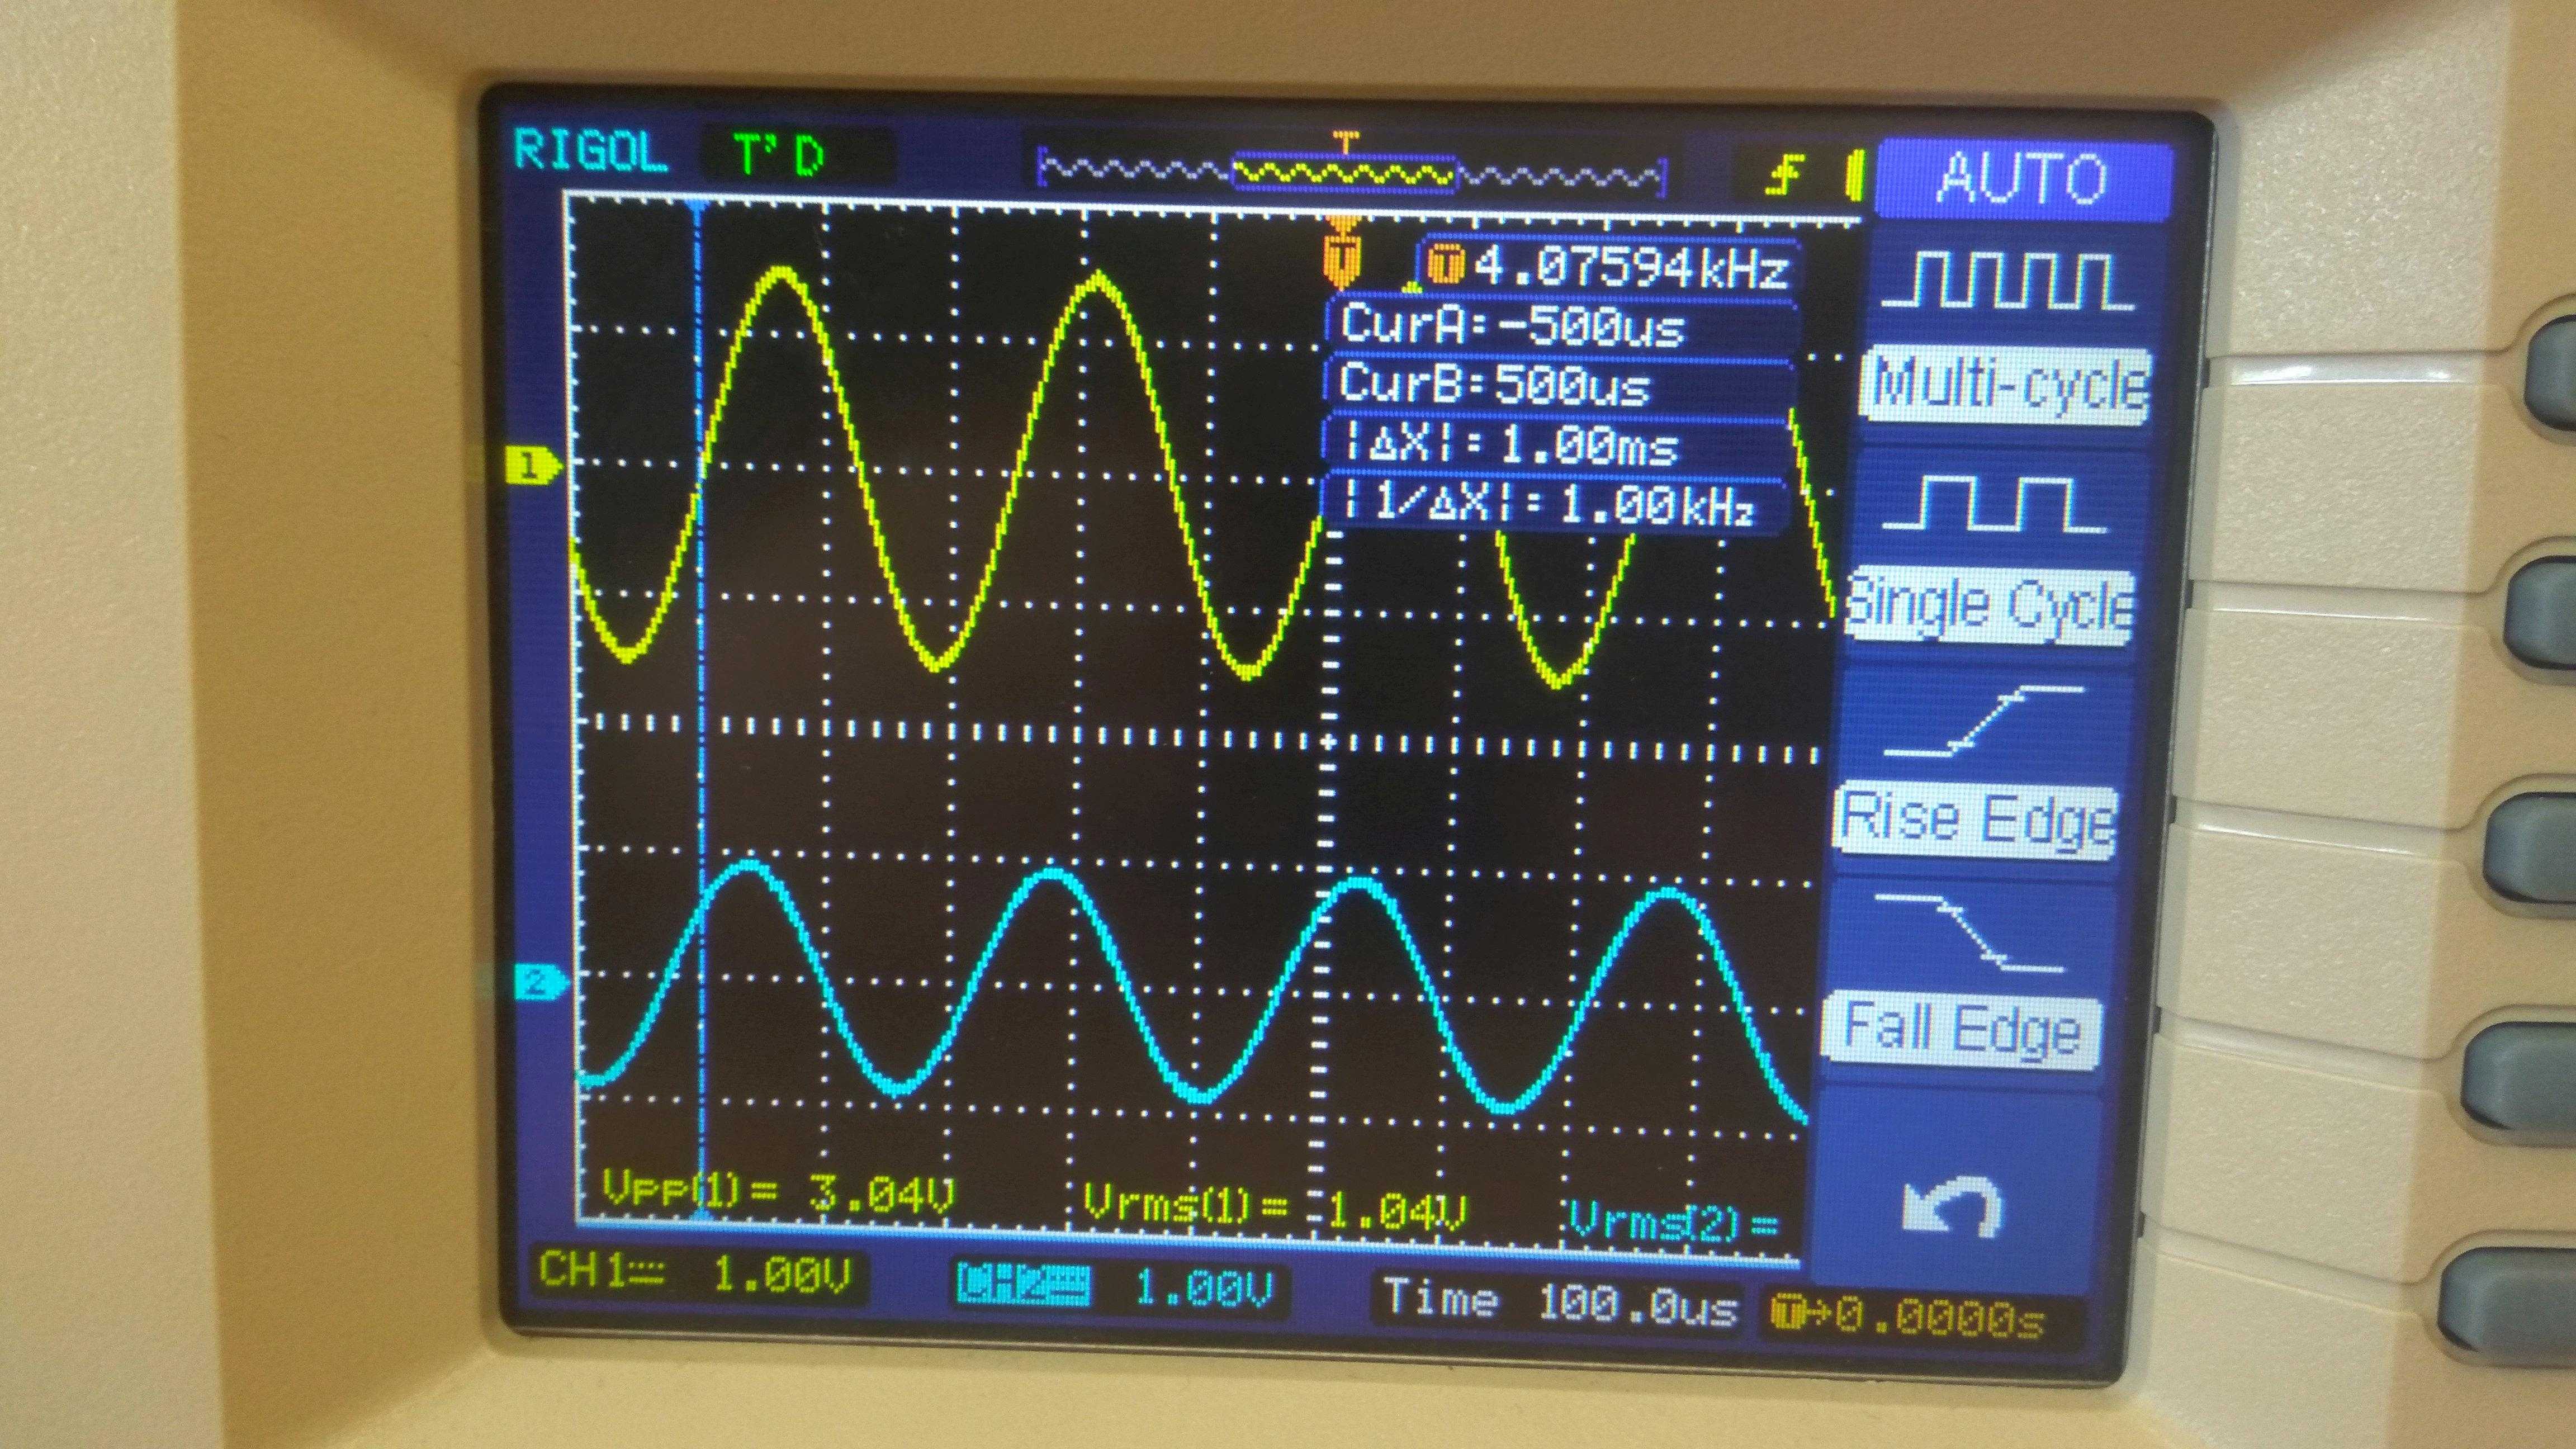 RIGOL T'D T AUTO
T T 4.07594kHz
CurA:-500us
CurB:500us
|ΔX|: 1.00ms
|1/ΔX|: 1.00kHz
Multi-cycle
Single Cycle
Rise Edge
Fall Edge
1
2
Vpp(1)= 3.04V Vrms(1)= 1.04V Vrms(2)=
CH1 1.00V CH2 1.00V Time 100.0us T→0.0000s